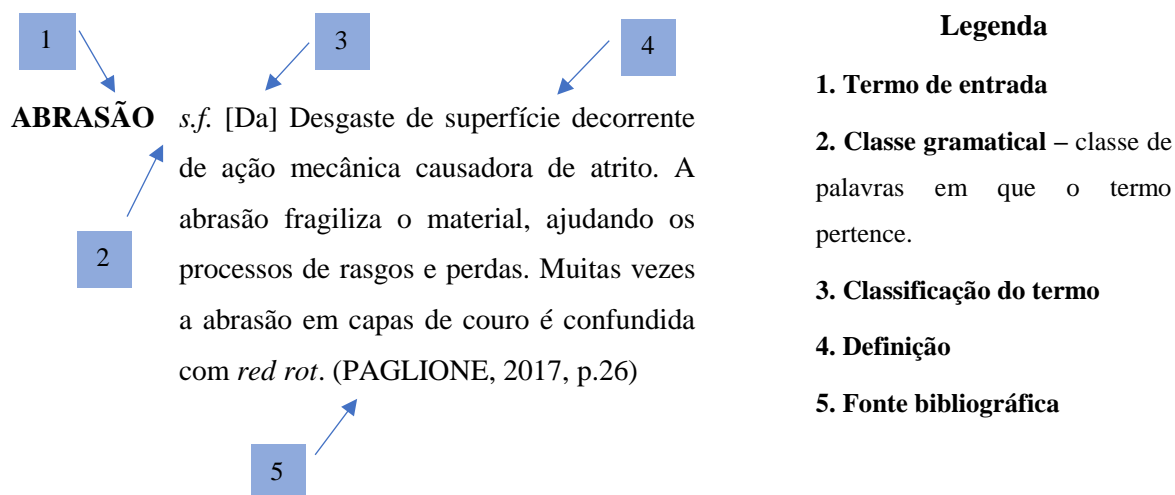 1
3
4
ABRASÃO s.f. [Da] Desgaste de superfície decorrente
de ação mecânica causadora de atrito. A
abrasão fragiliza o material, ajudando os
2
processos de rasgos e perdas. Muitas vezes
a abrasão em capas de couro é confundida
com red rot. (PAGLIONE, 2017, p.26)
5
Legenda
1. Termo de entrada
2. Classe gramatical – classe de
palavras em que o termo
pertence.
3. Classificação do termo
4. Definição
5. Fonte bibliográfica